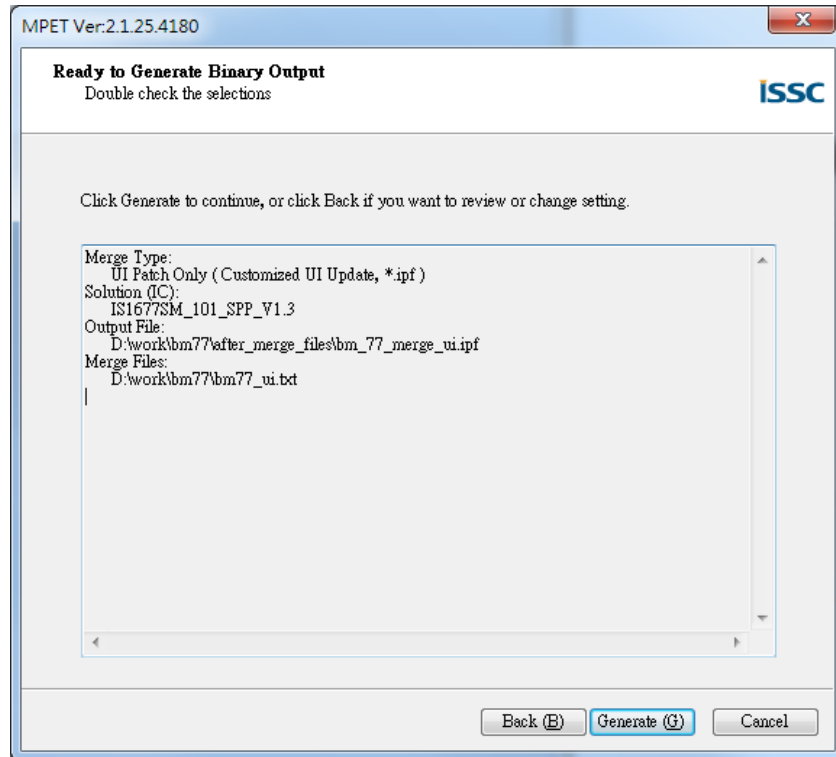 MPET Ver:2.1.25.4180
x
Ready to Generate Binary Output
Double check the selections
ISSC
Click Generate to continue, or click Back if you want to review or change setting.
Merge Type:
UI Patch Only ( Customized UI Update, *.ipf )
Solution (IC):
IS1677SM_101_SPP_V1.3
Output File:
D:\work\bm77\after_merge_files\bm_77_merge_ui.ipf
Merge Files:
D:\work\bm77\bm77_ui.txt
Back (B) Generate (G) Cancel